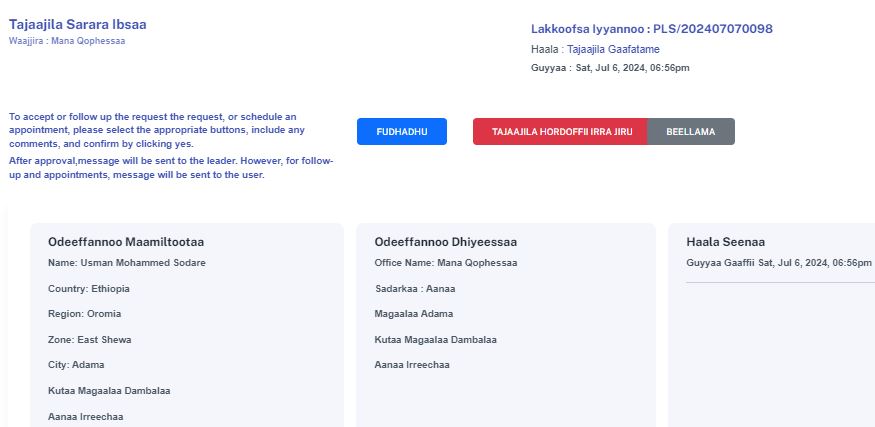 Tajaajila Sarara Ibsaa
Waajjira : Mana Qophessaa
Lakkoofsa Iyyannoo : PLS/202407070098
Haala : Tajaajila Gaafatame
Guyyaa : Sat, Jul 6, 2024, 06:56pm
To accept or follow up the request the request, or schedule an
appointment, please select the appropriate buttons, include any
comments, and confirm by clicking yes.
After approval,message will be sent to the leader. However, for follow-
up and appointments, message will be sent to the user.
FUDHADHU
TAJAAJILA HORDOFFII IRRA JIRU
BEELLAMA
Odeeffannoo Maamiltootaa
Name: Usman Mohammed Sodare
Country: Ethiopia
Region: Oromia
Zone: East Shewa
City: Adama
Kutaa Magaalaa Dambalaa
Aanaa Irreechaa
Odeeffannoo Dhiyeessaa
Office Name: Mana Qophessaa
Sadarkaa : Aanaa
Magaalaa Adama
Kutaa Magaalaa Dambalaa
Aanaa Irreechaa
Haala Seenaa
Guyyaa Gaaffii Sat, Jul 6, 2024, 06:56pm